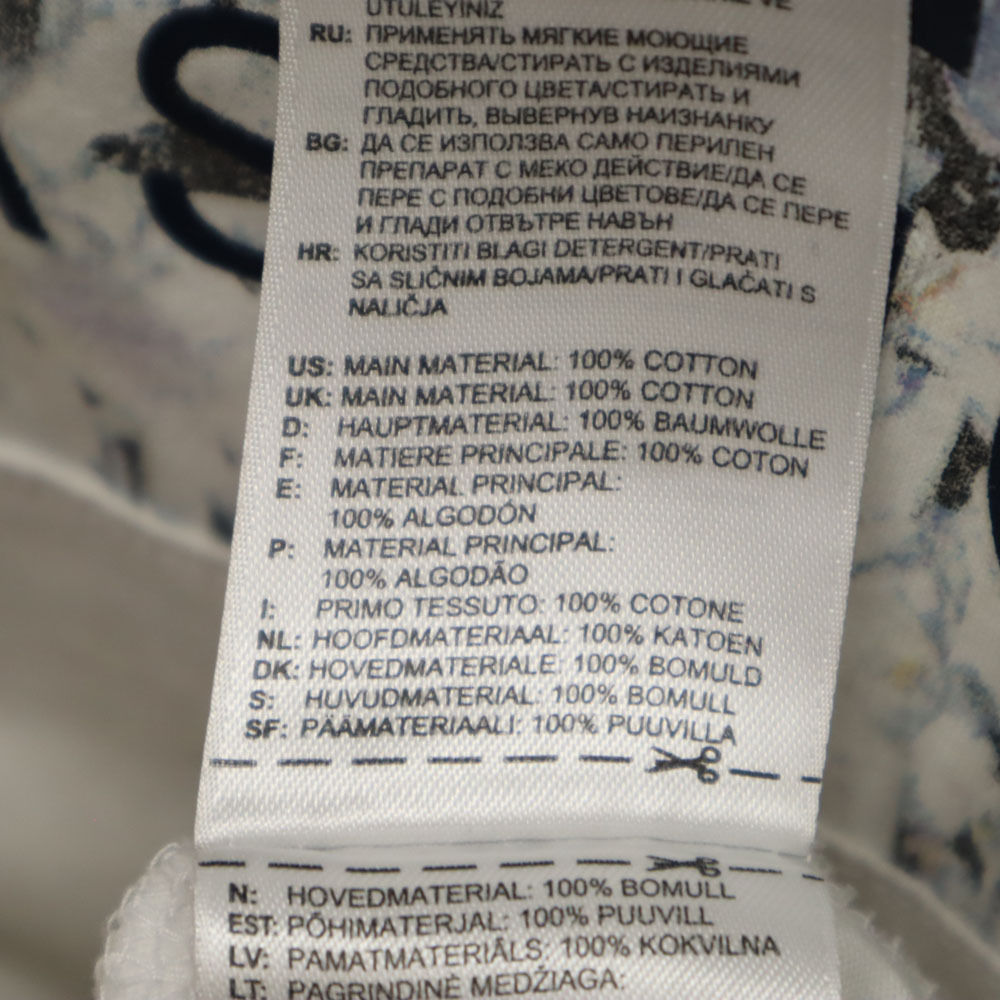 ÜTÜLEYİNİZ
RU: ПРИМЕНЯТЬ МЯГКИЕ МОЮЩИЕ
СРЕДСТВА/СТИРАТЬ С ИЗДЕЛИЯМИ
ПОДОБНОГО ЦВЕТА/СТИРАТЬ И
ГЛАДИТЬ, ВЫВЕРНУВ НАИЗНАНКУ
BG: ДА СЕ ИЗПОЛЗВА САМО ПЕРИЛЕН
ПРЕПАРАТ С МЕКО ДЕЙСТВИЕ/ДА СЕ
ПЕРЕ С ПОДОБНИ ЦВЕТОВЕ/ДА СЕ ПЕРЕ
И ГЛАДИ ОТВЪТРЕ НАВЪН
HR: KORISTITI BLAGI DETERGENT/PRATI
SA SLIČNIM BOJAMA/PRATI I GLAČATI S
NALIČJA
US: MAIN MATERIAL: 100% COTTON
UK: MAIN MATERIAL: 100% COTTON
D: HAUPTMATERIAL: 100% BAUMWOLLE
F: MATIERE PRINCIPALE: 100% COTON
E: MATERIAL PRINCIPAL:
100% ALGODÓN
P: MATERIAL PRINCIPAL:
100% ALGODÃO
I: PRIMO TESSUTO: 100% COTONE
NL: HOOFDMATERIAAL: 100% KATOEN
DK: HOVEDMATERIALE: 100% BOMULD
S: HUVUDMATERIAL: 100% BOMULL
SF: PÄÄMATERIAALI: 100% PUUVILLA
N: HOVEDMATERIAL: 100% BOMULL
EST: PÕHIMATERJAL: 100% PUUVILL
LV: PAMATMATERIĀLS: 100% KOKVILNA
LT: PAGRINDINĖ MEDŽIAGA: